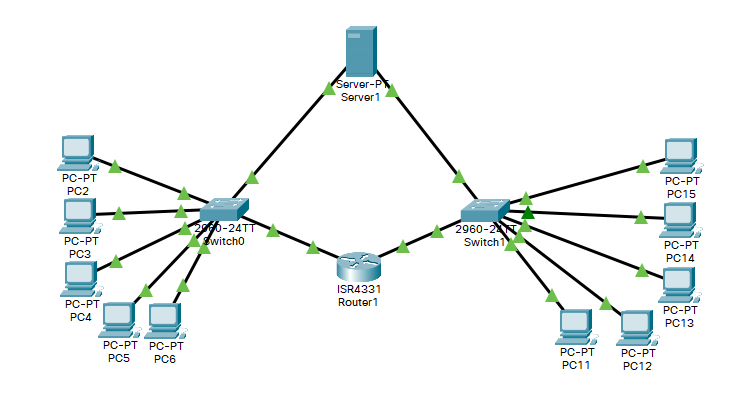 Server-PT
Server1
PC-PT
PC2
PC-PT
PC15
2960-24TT
Switch0
2960-24TT
Switch1
PC-PT
PC3
PC-PT
PC14
ISR4331
Router1
PC-PT
PC4
PC-PT
PC13
PC-PT
PC5
PC-PT
PC6
PC-PT
PC11
PC-PT
PC12